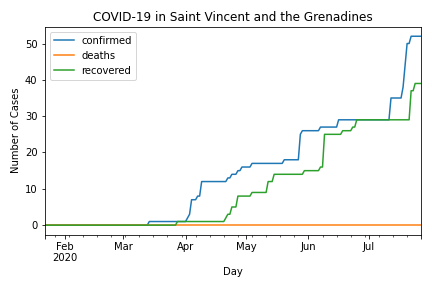 COVID-19 in Saint Vincent and the Grenadines
confirmed
deaths
recovered
Number of Cases
50
40
30
20
10
0
Feb Mar Apr May Jun Jul
2020
Day